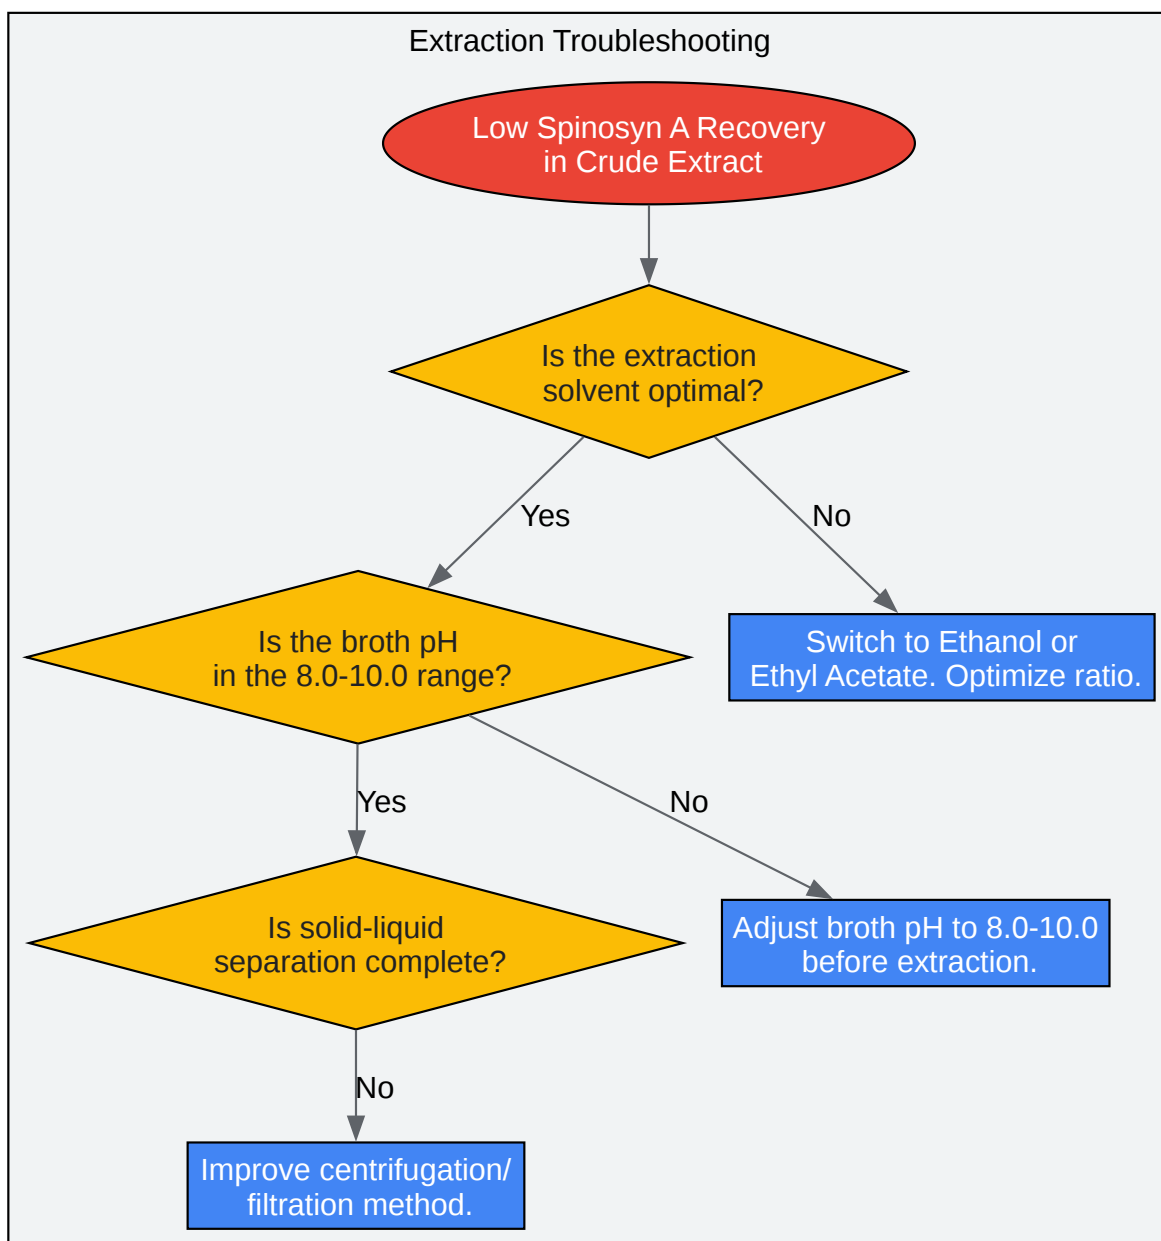 Extraction Troubleshooting
Low Spinosyn A Recovery
in Crude Extract
Is the extraction
solvent optimal?
Yes
No
Is the broth pH
in the 8.0-10.0 range?
Switch to Ethanol or
Ethyl Acetate. Optimize ratio.
Yes
No
Is solid-liquid
separation complete?
Adjust broth pH to 8.0-10.0
before extraction.
No
Improve centrifugation/
filtration method.